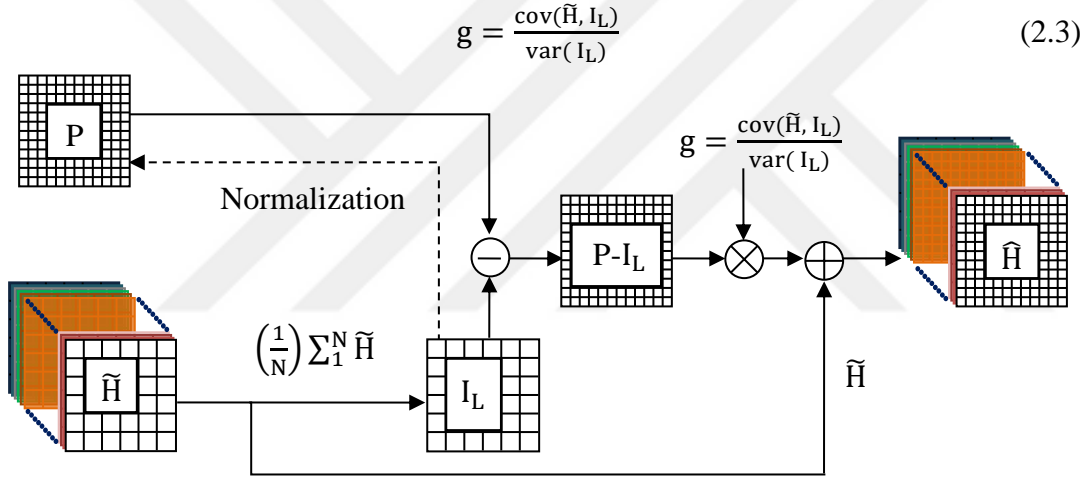 g = cov(H̃, I_L) / var( I_L) (2.3)
P
g = cov(H̃, I_L) / var( I_L)
Normalization
P-I_L
Ĥ
(1/N) ∑_1^N H̃
H̃
I_L
H̃